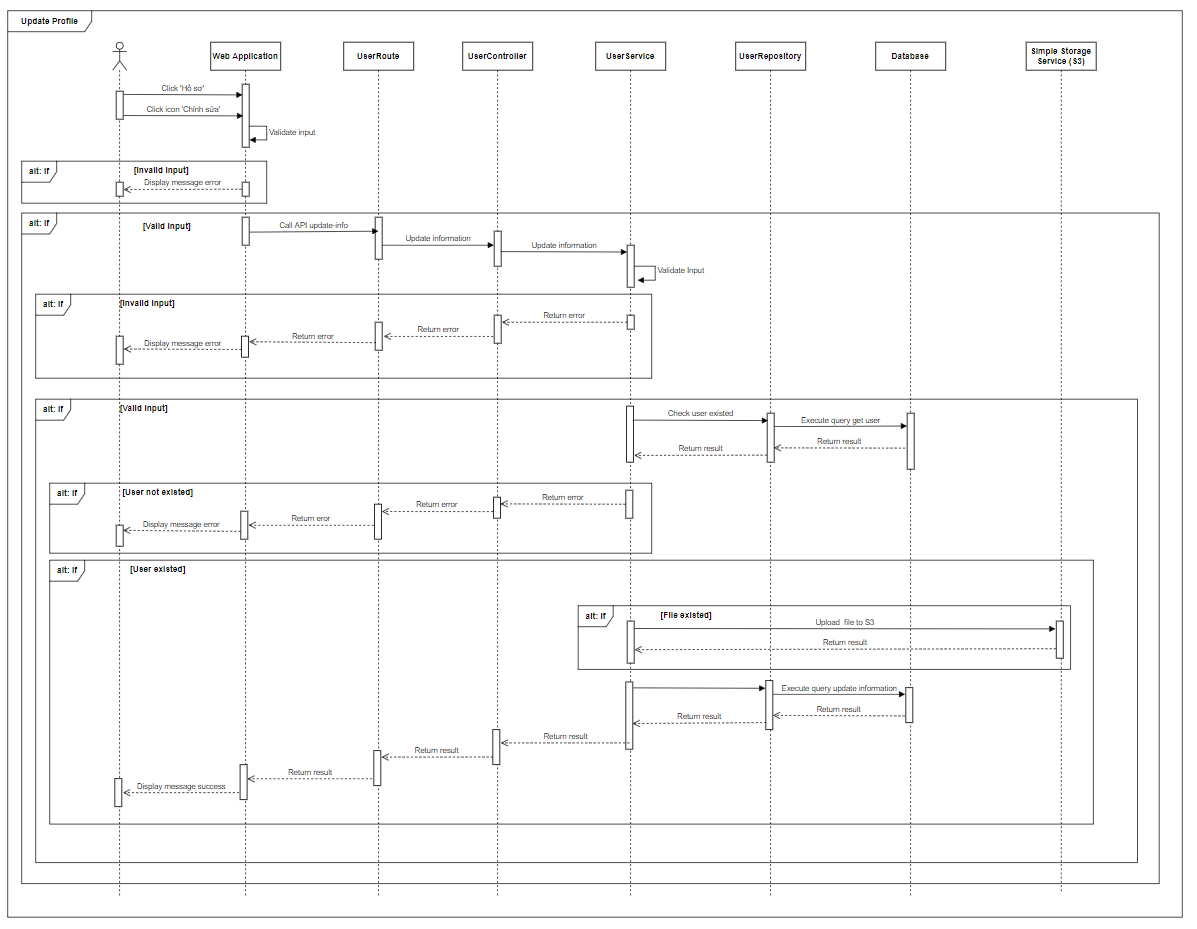 Update Profile
Web Application
UserRoute
UserController
UserService
UserRepository
Database
Simple Storage
Service (S3)
Click 'Hồ sơ'
Click icon 'Chỉnh sửa'
Validate input
alt: if
[Invalid input]
Display message error
alt: if
[Valid input]
Call API update-info
Update information
Update information
Validate Input
alt: if
[Invalid input]
Return error
Return error
Return error
Display message error
alt: if
[Valid input]
Check user existed
Execute query get user
Return result
Return result
alt: if
[User not existed]
Return error
Return error
Return eror
Display message error
alt: if
[User existed]
alt: if
[File existed]
Upload file to S3
Return result
Execute query update information
Return result
Return result
Return result
Return result
Return result
Display message success